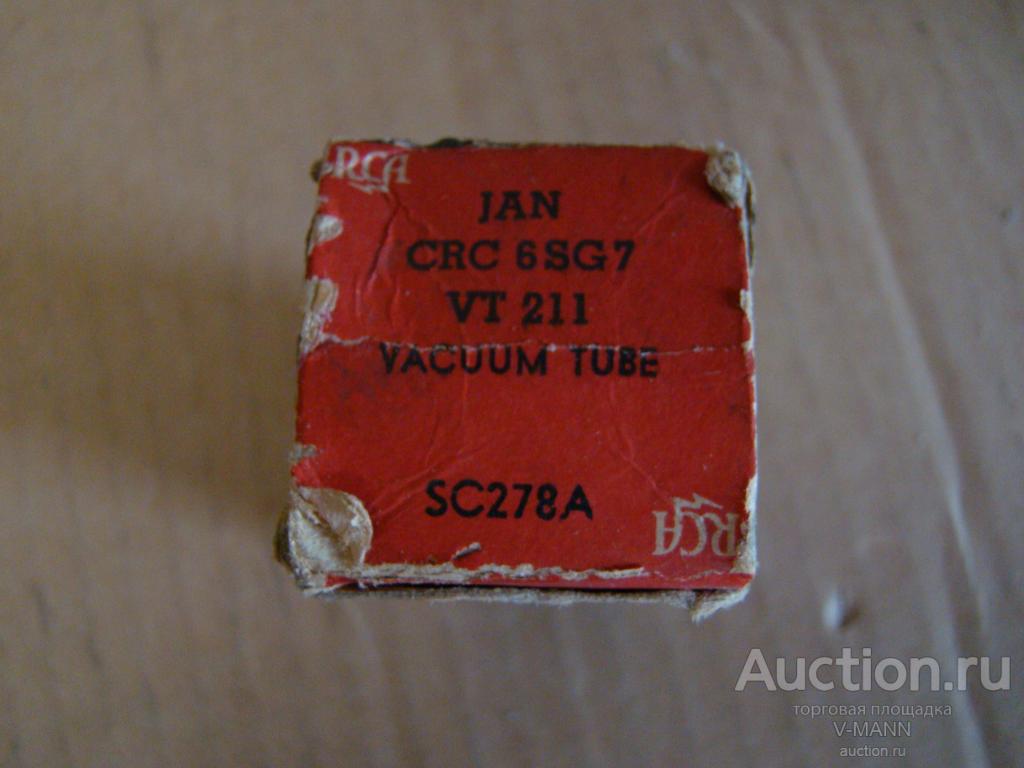 RCA
JAN
CRC 6SG7
VT 211
VACUUM TUBE
SC278A
RCA
Auction.ru
торговая площадка
V-MANN
auction.ru